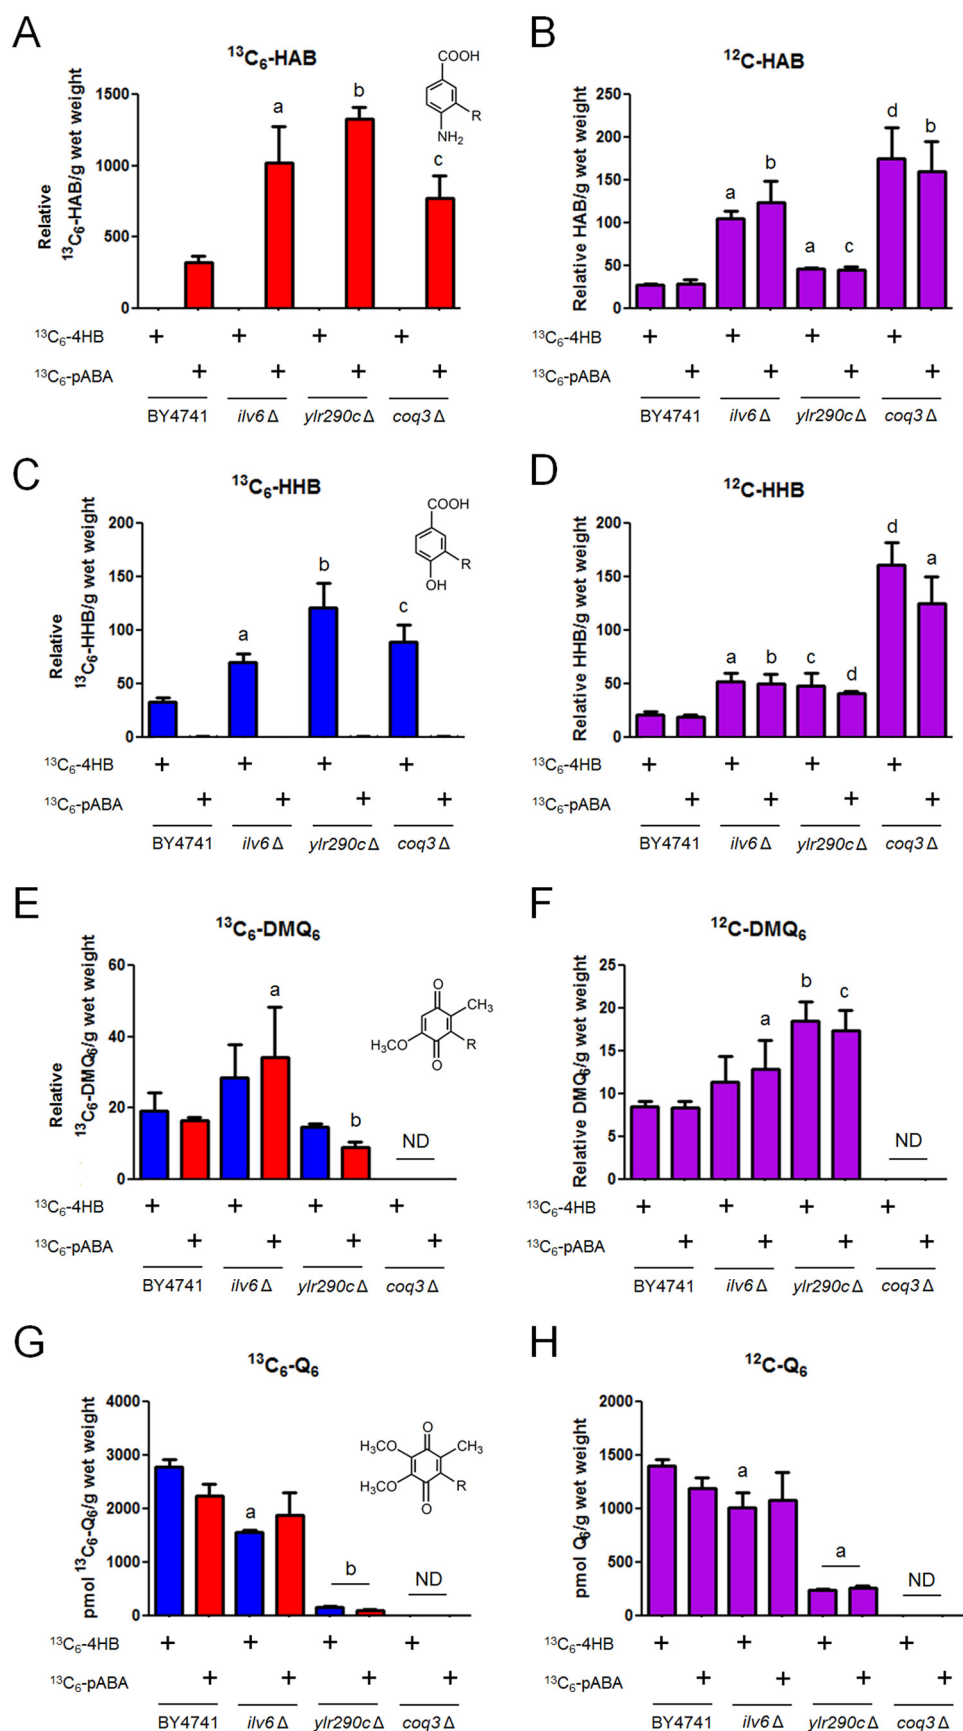 A
¹³C₆-HAB
COOH
R
NH₂
Relative
¹³C₆-HAB/g wet weight
1500
1000
500
0
a
b
c
¹³C₆-4HB + + + +
¹³C₆-pABA + + + +
BY4741 ilv6Δ ylr290cΔ coq3Δ
B
¹²C-HAB
Relative HAB/g wet weight
250
200
150
100
50
0
a b a c d b
¹³C₆-4HB + + + +
¹³C₆-pABA + + + +
BY4741 ilv6Δ ylr290cΔ coq3Δ
C
¹³C₆-HHB
COOH
R
OH
Relative
¹³C₆-HHB/g wet weight
200
150
100
50
0
a b c
¹³C₆-4HB + + + +
¹³C₆-pABA + + + +
BY4741 ilv6Δ ylr290cΔ coq3Δ
D
¹²C-HHB
Relative HHB/g wet weight
200
150
100
50
0
a b c d d a
¹³C₆-4HB + + + +
¹³C₆-pABA + + + +
BY4741 ilv6Δ ylr290cΔ coq3Δ
E
¹³C₆-DMQ₆
O
CH₃
H₃CO
R
O
Relative
¹³C₆-DMQ₆/g wet weight
60
40
20
0
a b ND
¹³C₆-4HB + + + +
¹³C₆-pABA + + + +
BY4741 ilv6Δ ylr290cΔ coq3Δ
F
¹²C-DMQ₆
Relative DMQ₆/g wet weight
25
20
15
10
5
0
a b c ND
¹³C₆-4HB + + + +
¹³C₆-pABA + + + +
BY4741 ilv6Δ ylr290cΔ coq3Δ
G
¹³C₆-Q₆
O
H₃CO
CH₃
H₃CO
R
O
pmol ¹³C₆-Q₆/g wet weight
4000
3000
2000
1000
0
a b ND
¹³C₆-4HB + + + +
¹³C₆-pABA + + + +
BY4741 ilv6Δ ylr290cΔ coq3Δ
H
¹²C-Q₆
pmol Q₆/g wet weight
2000
1500
1000
500
0
a a ND
¹³C₆-4HB + + + +
¹³C₆-pABA + + + +
BY4741 ilv6Δ ylr290cΔ coq3Δ